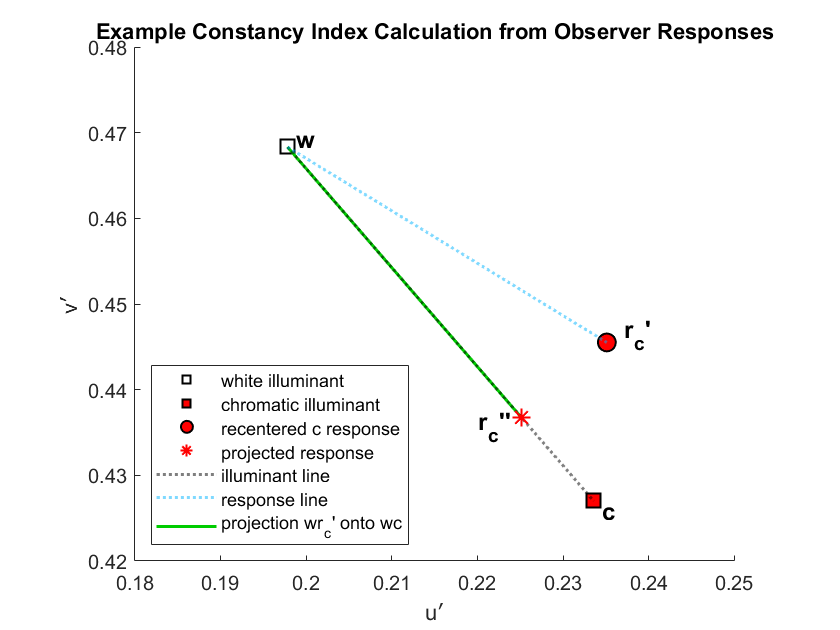 Example Constancy Index Calculation from Observer Responses
0.48
0.47
0.46
0.45
0.44
0.43
0.42
v′
w
r_c'
r_c''
c
white illuminant
chromatic illuminant
recentered c response
projected response
illuminant line
response line
projection wr_c' onto wc
0.18 0.19 0.2 0.21 0.22 0.23 0.24 0.25
u′